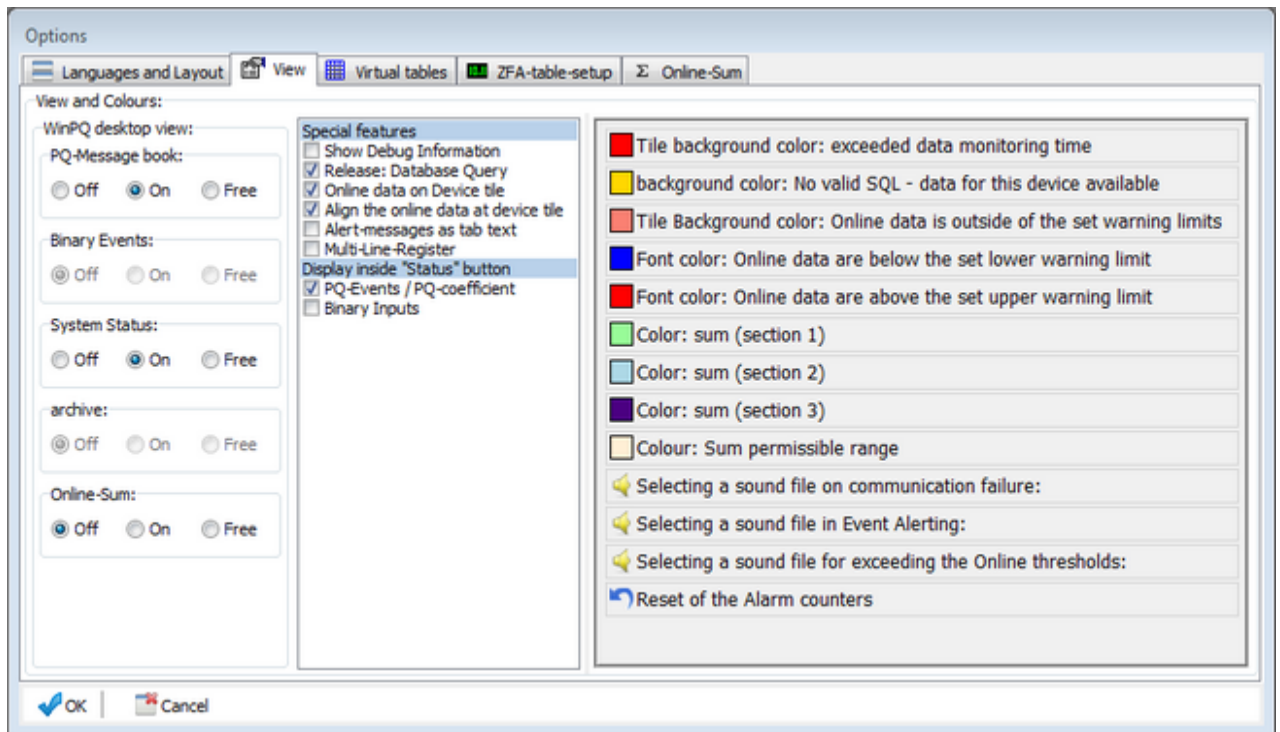 Options
Languages and Layout View Virtual tables ZFA-table-setup Σ Online-Sum
View and Colours:
WinPQ desktop view:
PQ-Message book:
Off On Free
Binary Events:
Off On Free
System Status:
Off On Free
archive:
Off On Free
Online-Sum:
Off On Free
Special features
Show Debug Information
Release: Database Query
Online data on Device tile
Align the online data at device tile
Alert-messages as tab text
Multi-Line-Register
Display inside "Status" button
PQ-Events / PQ-coefficient
Binary Inputs
Tile background color: exceeded data monitoring time
background color: No valid SQL - data for this device available
Tile Background color: Online data is outside of the set warning limits
Font color: Online data are below the set lower warning limit
Font color: Online data are above the set upper warning limit
Color: sum (section 1)
Color: sum (section 2)
Color: sum (section 3)
Colour: Sum permissible range
Selecting a sound file on communication failure:
Selecting a sound file in Event Alerting:
Selecting a sound file for exceeding the Online thresholds:
Reset of the Alarm counters
OK Cancel